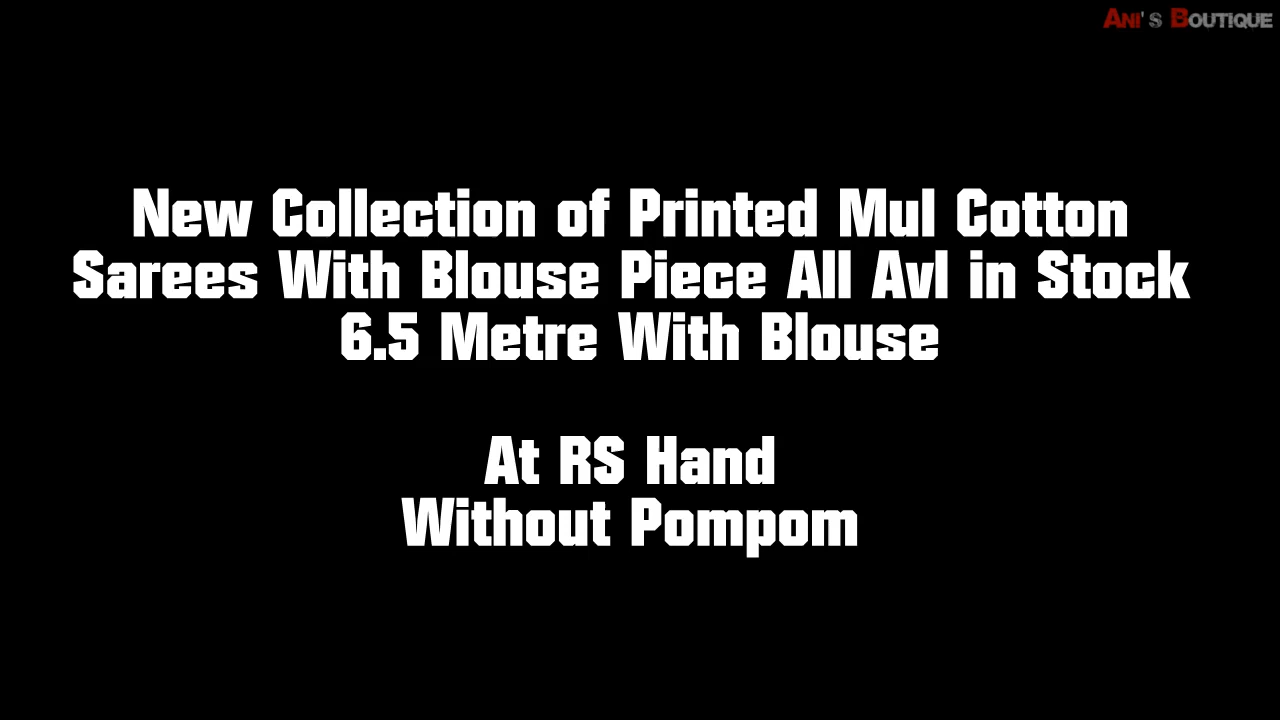 Ani's Boutique
New Collection of Printed Mul Cotton
Sarees With Blouse Piece All Avl in Stock
6.5 Metre With Blouse
At RS Hand
Without Pompom